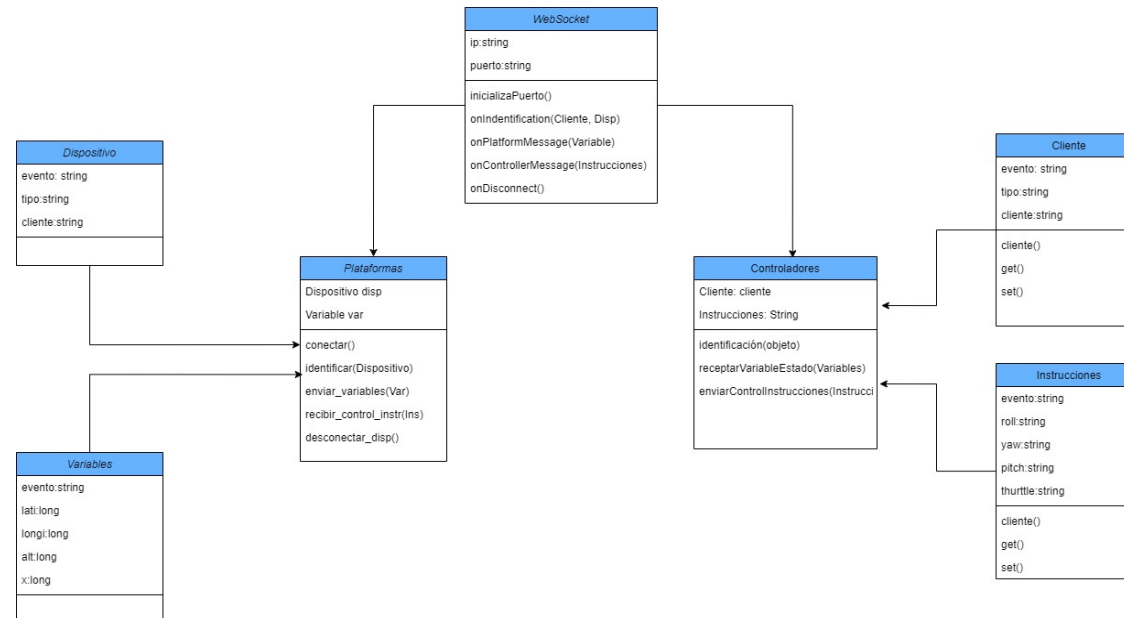 WebSocket
ip:string
puerto:string
inicializaPuerto()
onIndentification(Cliente, Disp)
onPlatformMessage(Variable)
onControllerMessage(Instrucciones)
onDisconnect()
Dispositivo
evento: string
tipo:string
cliente:string
Cliente
evento: string
tipo:string
cliente:string
cliente()
get()
set()
Plataformas
Dispositivo disp
Variable var
conectar()
identificar(Dispositivo)
enviar_variables(Var)
recibir_control_instr(Ins)
desconectar_disp()
Controladores
Cliente: cliente
Instrucciones: String
identificación(objeto)
receptarVariableEstado(Variables)
enviarControlInstrucciones(Instrucci
Variables
evento:string
lati:long
longi:long
alt:long
x:long
Instrucciones
evento:string
roll:string
yaw:string
pitch:string
thurttle:string
cliente()
get()
set()